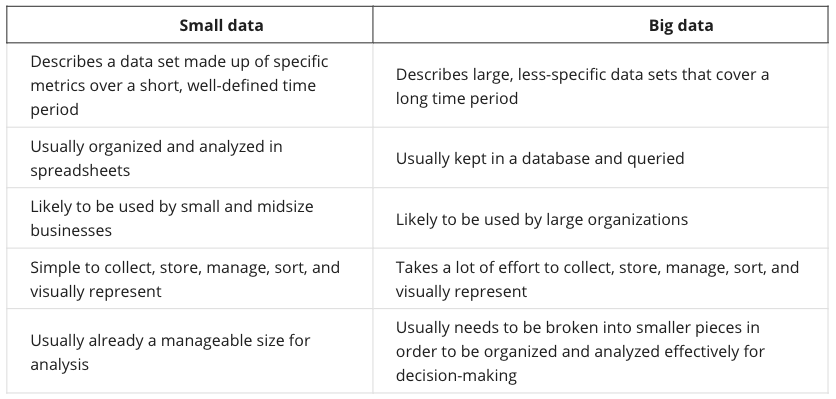 Small data
Big data
Describes a data set made up of specific
metrics over a short, well-defined time
period
Describes large, less-specific data sets that cover a
long time period
Usually organized and analyzed in
spreadsheets
Usually kept in a database and queried
Likely to be used by small and midsize
businesses
Likely to be used by large organizations
Simple to collect, store, manage, sort, and
visually represent
Takes a lot of effort to collect, store, manage, sort, and
visually represent
Usually already a manageable size for
analysis
Usually needs to be broken into smaller pieces in
order to be organized and analyzed effectively for
decision-making